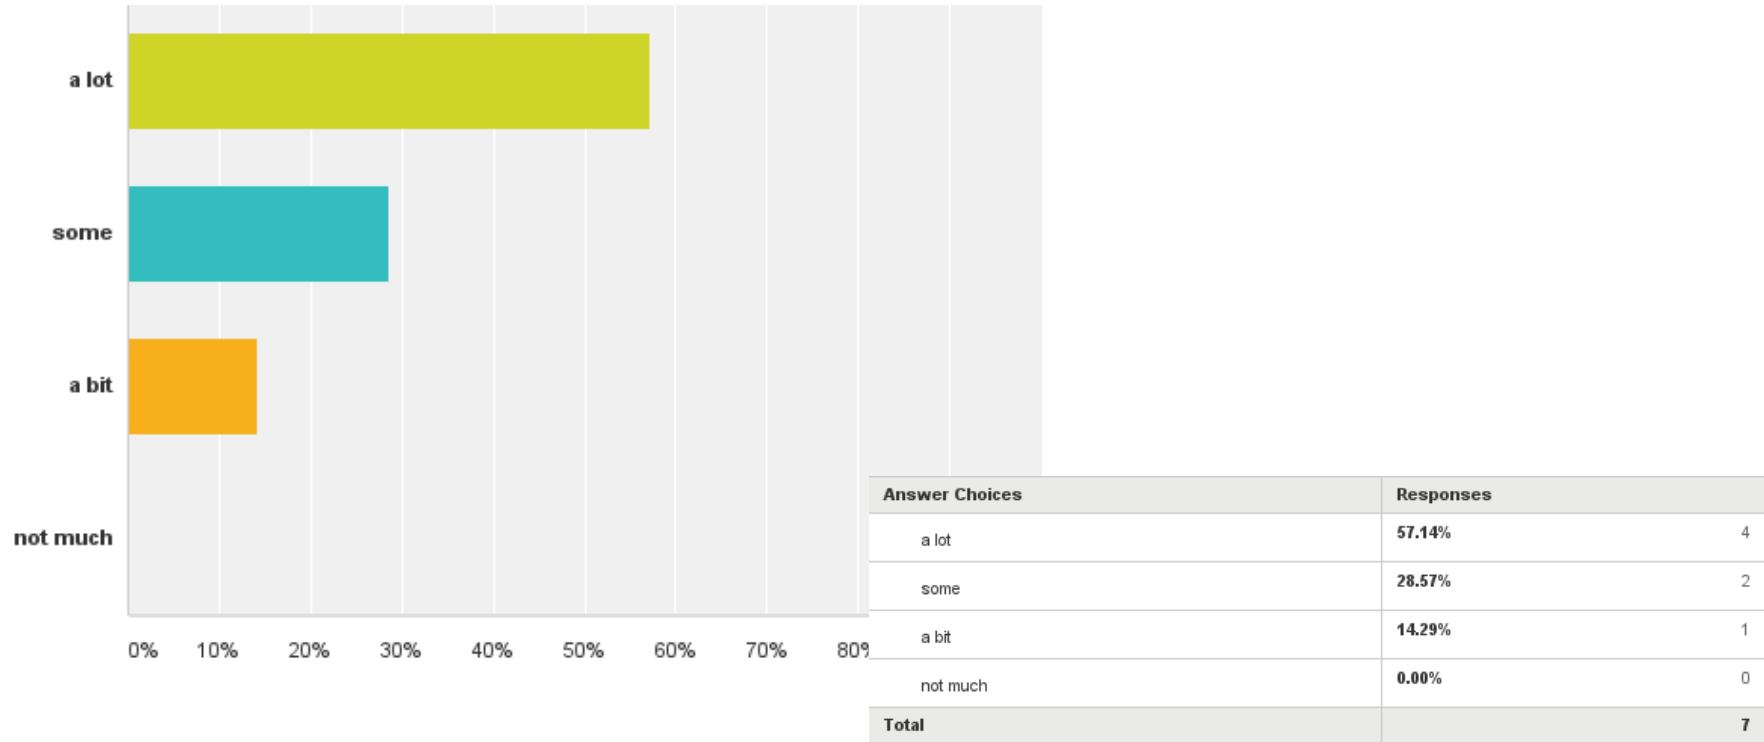 a lot
some
a bit
not much
0% 10% 20% 30% 40% 50% 60% 70% 80%
Answer Choices Responses
a lot 57.14% 4
some 28.57% 2
a bit 14.29% 1
not much 0.00% 0
Total 7